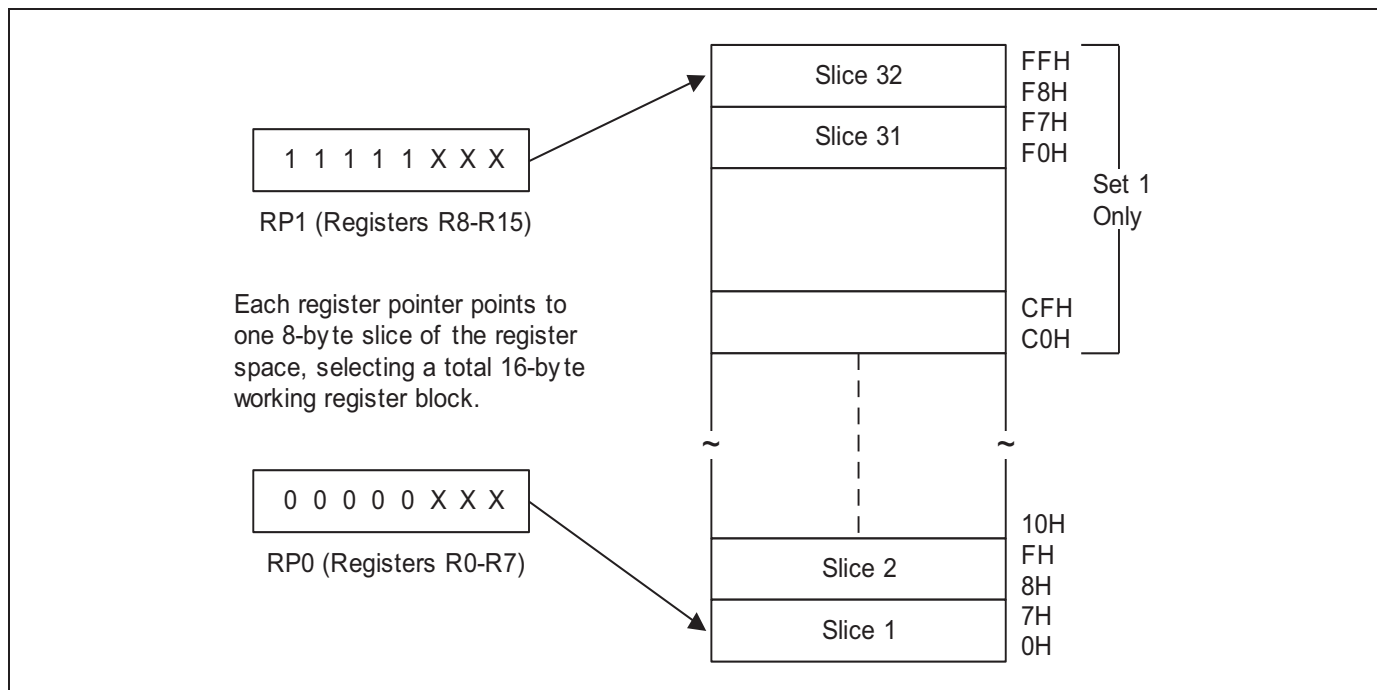 Slice 32
Slice 31
FFH
F8H
F7H
F0H
Set 1
Only
CFH
C0H
1 1 1 1 1 X X X
RP1 (Registers R8-R15)
Each register pointer points to
one 8-byte slice of the register
space, selecting a total 16-byte
working register block.
~ ~
0 0 0 0 0 X X X
RP0 (Registers R0-R7)
10H
FH
8H
7H
0H
Slice 2
Slice 1